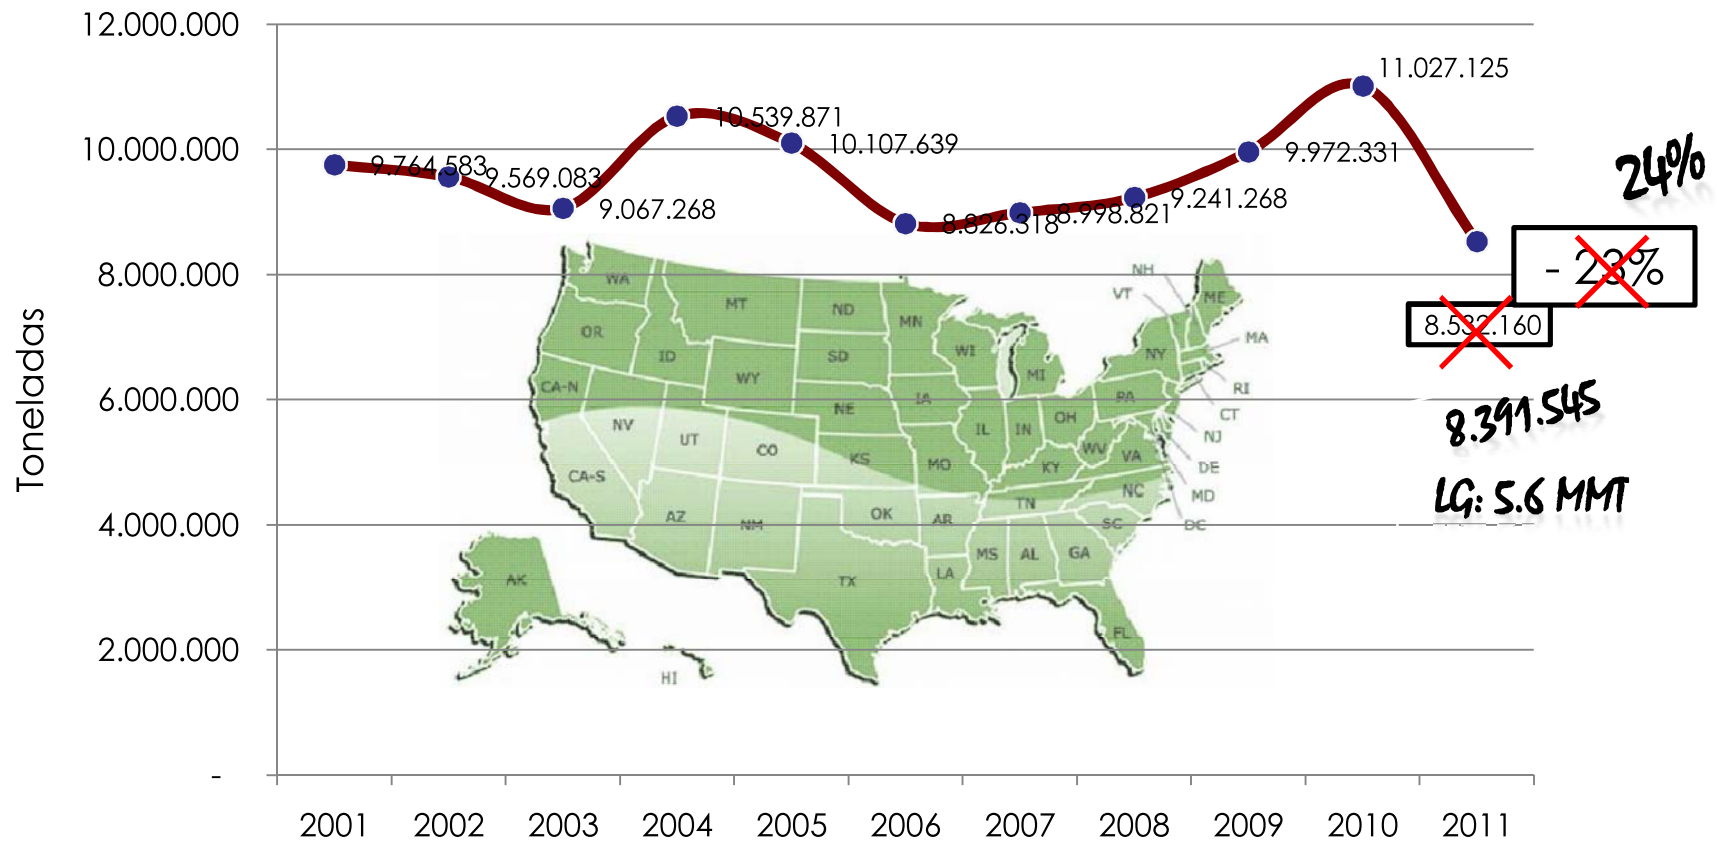 12.000.000
10.000.000
8.000.000
6.000.000
4.000.000
2.000.000
-
Toneladas
9.764.583
9.569.083
9.067.268
10.539.871
10.107.639
8.826.318
8.998.821
9.241.268
9.972.331
11.027.125
24%
- 23%
8.532.160
8.391.545
LG: 5.6 MMT
WA
MT
ND
MN
OR
ID
SD
WI
MI
NY
ME
NH
VT
MA
RI
CT
NJ
DE
MD
DC
CA-N
WY
NE
IA
IL
IN
OH
PA
WV
VA
NV
UT
CO
KS
MO
KY
CA-S
AZ
NM
OK
AR
TN
NC
SC
MS
AL
GA
LA
TX
FL
AK
HI
2001 2002 2003 2004 2005 2006 2007 2008 2009 2010 2011